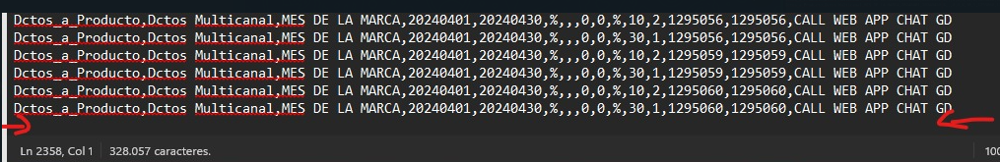 Dctos_a_Producto,Dctos Multicanal,MES DE LA MARCA,20240401,20240430,%,,,0,0,%,10,2,1295056,1295056,CALL WEB APP CHAT GD
Dctos_a_Producto,Dctos Multicanal,MES DE LA MARCA,20240401,20240430,%,,,0,0,%,30,1,1295056,1295056,CALL WEB APP CHAT GD
Dctos_a_Producto,Dctos Multicanal,MES DE LA MARCA,20240401,20240430,%,,,0,0,%,10,2,1295059,1295059,CALL WEB APP CHAT GD
Dctos_a_Producto,Dctos Multicanal,MES DE LA MARCA,20240401,20240430,%,,,0,0,%,30,1,1295059,1295059,CALL WEB APP CHAT GD
Dctos_a_Producto,Dctos Multicanal,MES DE LA MARCA,20240401,20240430,%,,,0,0,%,10,2,1295060,1295060,CALL WEB APP CHAT GD
Dctos_a_Producto,Dctos Multicanal,MES DE LA MARCA,20240401,20240430,%,,,0,0,%,30,1,1295060,1295060,CALL WEB APP CHAT GD
Ln 2358, Col 1 328.057 caracteres. 100